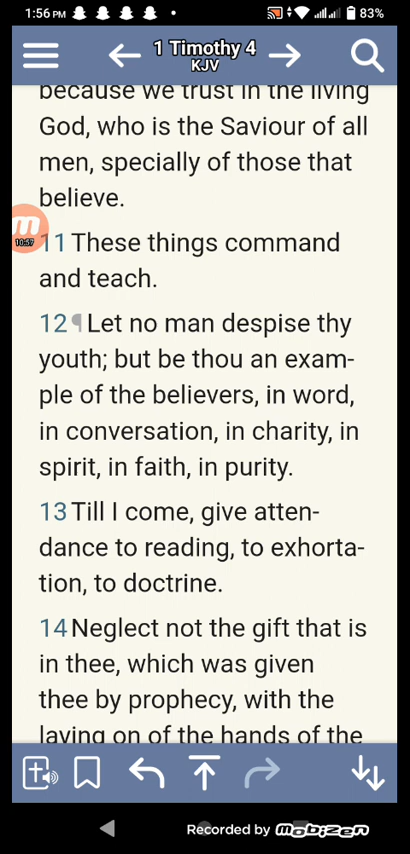 1:56 PM
83%
1 Timothy 4
KJV
because we trust in the living
God, who is the Saviour of all
men, specially of those that
believe.
10:57
11 These things command
and teach.
12 ¶ Let no man despise thy
youth; but be thou an exam-
ple of the believers, in word,
in conversation, in charity, in
spirit, in faith, in purity.
13 Till I come, give atten-
dance to reading, to exhorta-
tion, to doctrine.
14 Neglect not the gift that is
in thee, which was given
thee by prophecy, with the
laying on of the hands of the
Recorded by mobizen